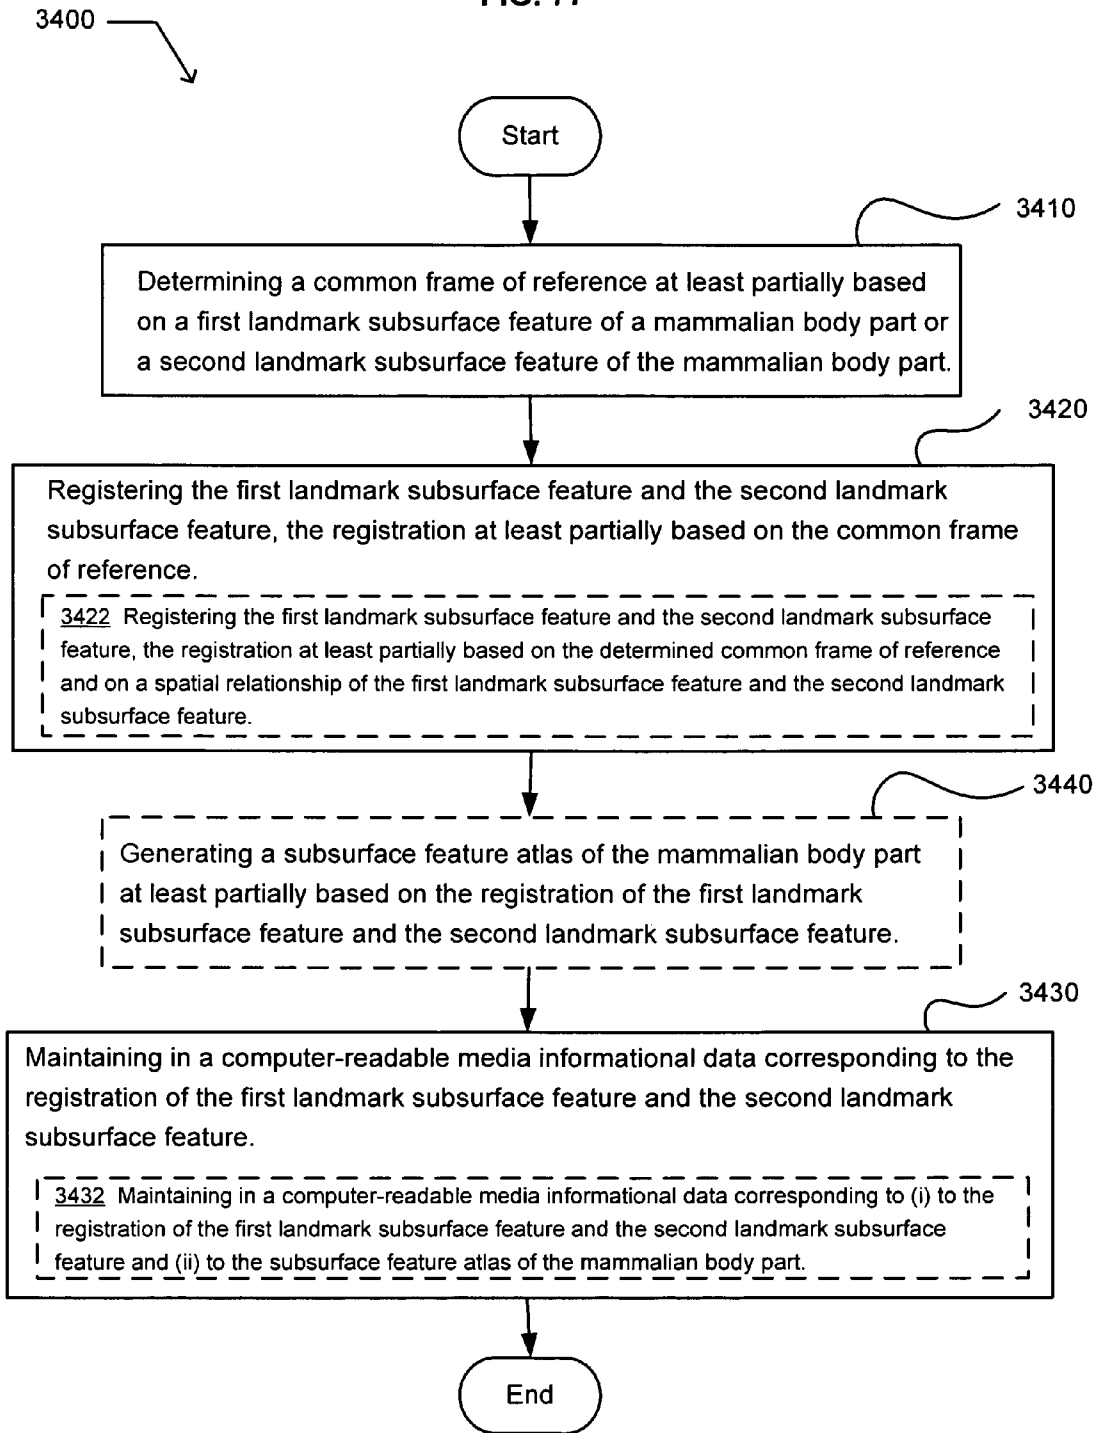 3400
Start
3410
Determining a common frame of reference at least partially based
on a first landmark subsurface feature of a mammalian body part or
a second landmark subsurface feature of the mammalian body part.
3420
Registering the first landmark subsurface feature and the second landmark
subsurface feature, the registration at least partially based on the common frame
of reference.
3422 Registering the first landmark subsurface feature and the second landmark subsurface
feature, the registration at least partially based on the determined common frame of reference
and on a spatial relationship of the first landmark subsurface feature and the second landmark
subsurface feature.
3440
Generating a subsurface feature atlas of the mammalian body part
at least partially based on the registration of the first landmark
subsurface feature and the second landmark subsurface feature.
3430
Maintaining in a computer-readable media informational data corresponding to the
registration of the first landmark subsurface feature and the second landmark
subsurface feature.
3432 Maintaining in a computer-readable media informational data corresponding to (i) to the
registration of the first landmark subsurface feature and the second landmark subsurface
feature and (ii) to the subsurface feature atlas of the mammalian body part.
End